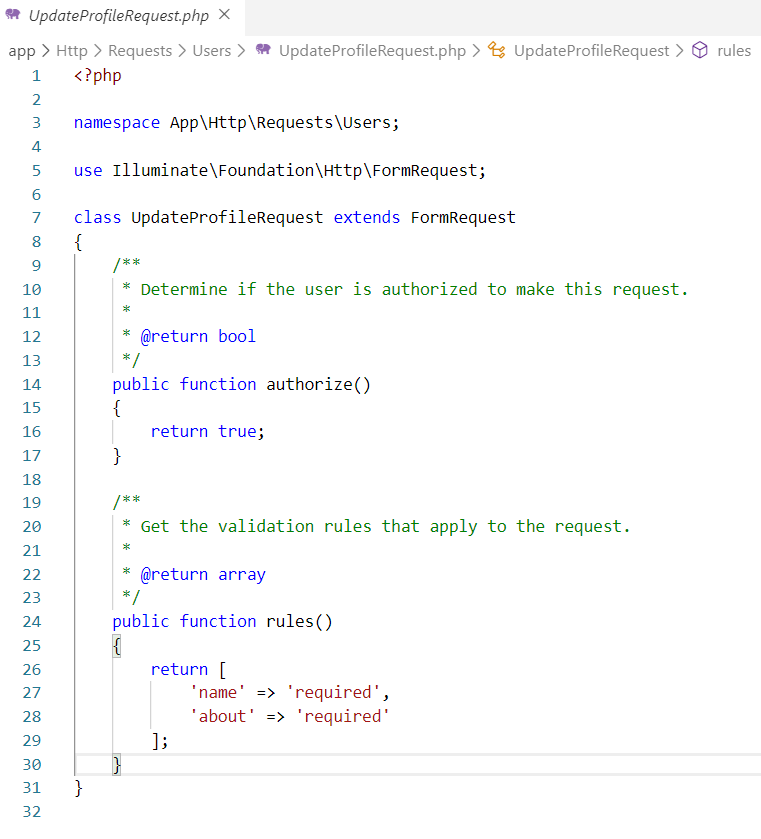 UpdateProfileRequest.php ×
app > Http > Requests > Users > UpdateProfileRequest.php > UpdateProfileRequest > rules
1 <?php
2
3 namespace App\Http\Requests\Users;
4
5 use Illuminate\Foundation\Http\FormRequest;
6
7 class UpdateProfileRequest extends FormRequest
8 {
9     /**
10      * Determine if the user is authorized to make this request.
11      *
12      * @return bool
13      */
14     public function authorize()
15     {
16         return true;
17     }
18
19     /**
20      * Get the validation rules that apply to the request.
21      *
22      * @return array
23      */
24     public function rules()
25     {
26         return [
27             'name' => 'required',
28             'about' => 'required'
29         ];
30     }
31 }
32